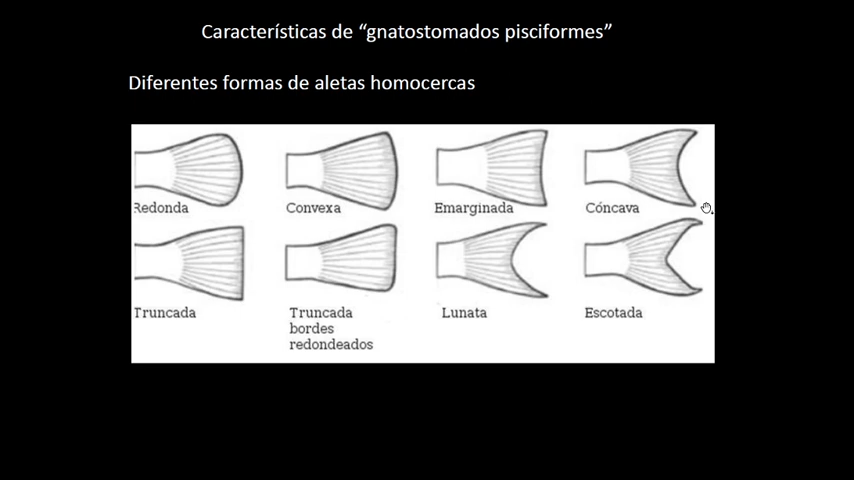 Características de “gnatostomados pisciformes”
Diferentes formas de aletas homocercas
Redonda
Convexa
Emarginada
Cóncava
Truncada
Truncada
bordes
redondeados
Lunata
Escotada